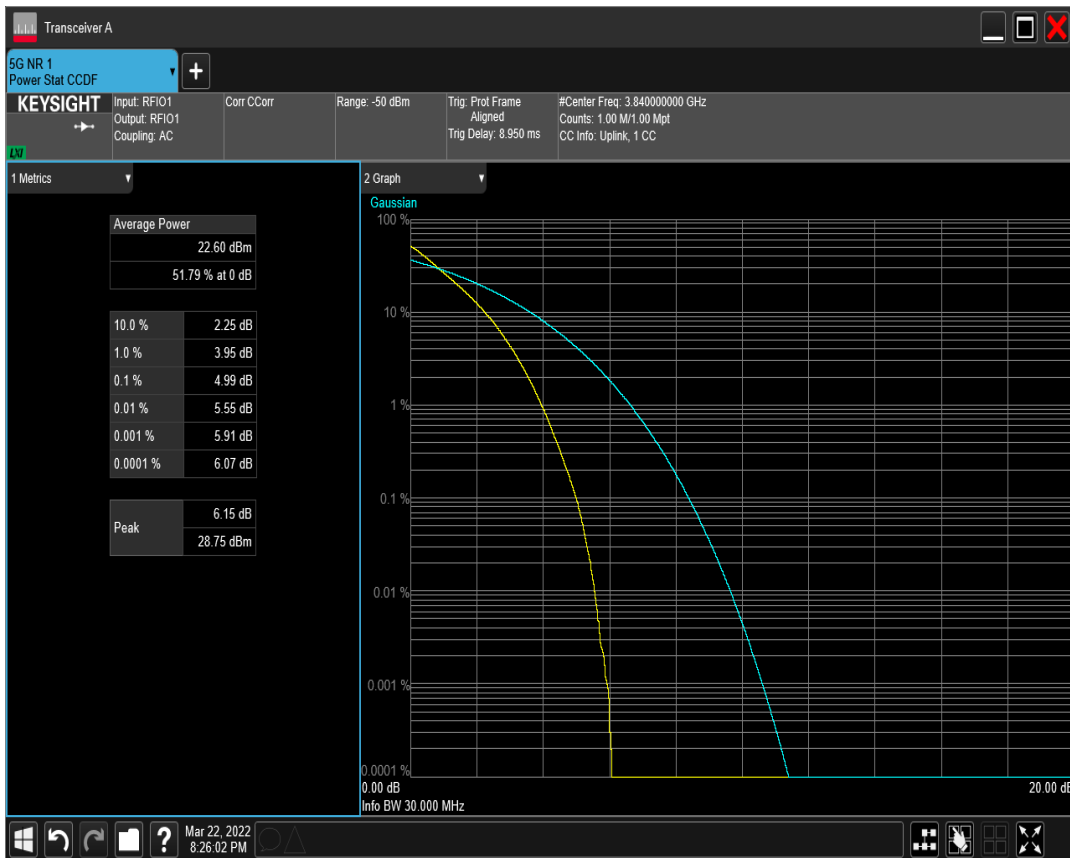 Transceiver A
5G NR 1
Power Stat CCDF
KEYSIGHT
LXI
Input: RFIO1
Output: RFIO1
Coupling: AC
Corr CCorr
Range: -50 dBm
Trig: Prot Frame
Aligned
Trig Delay: 8.950 ms
#Center Freq: 3.840000000 GHz
Counts: 1.00 M/1.00 Mpt
CC Info: Uplink, 1 CC
1 Metrics
Average Power
22.60 dBm
51.79 % at 0 dB
10.0 % 2.25 dB
1.0 % 3.95 dB
0.1 % 4.99 dB
0.01 % 5.55 dB
0.001 % 5.91 dB
0.0001 % 6.07 dB
Peak 6.15 dB
28.75 dBm
2 Graph
Gaussian
100 %
10 %
1 %
0.1 %
0.01 %
0.001 %
0.0001 %
0.00 dB 20.00 dB
Info BW 30.000 MHz
Mar 22, 2022
8:26:02 PM